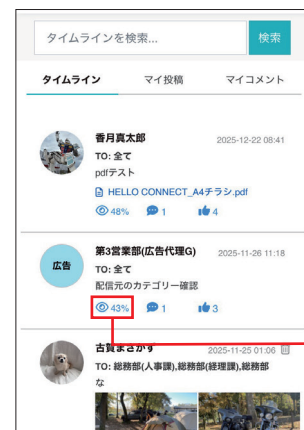 タイムラインを検索... 検索
タイムライン マイ投稿 マイコメント
香月真太郎 2025-12-22 08:41
TO: 全て
pdfテスト
HELLO CONNECT_A4チラシ.pdf
48% 1 4
広告
第3営業部(広告代理G) 2025-11-26 11:18
TO: 全て
配信元のカテゴリー確認
43% 1 3
古賀まさかず 2025-11-25 01:06
TO: 総務部(人事課),総務部(経理課),総務部
な